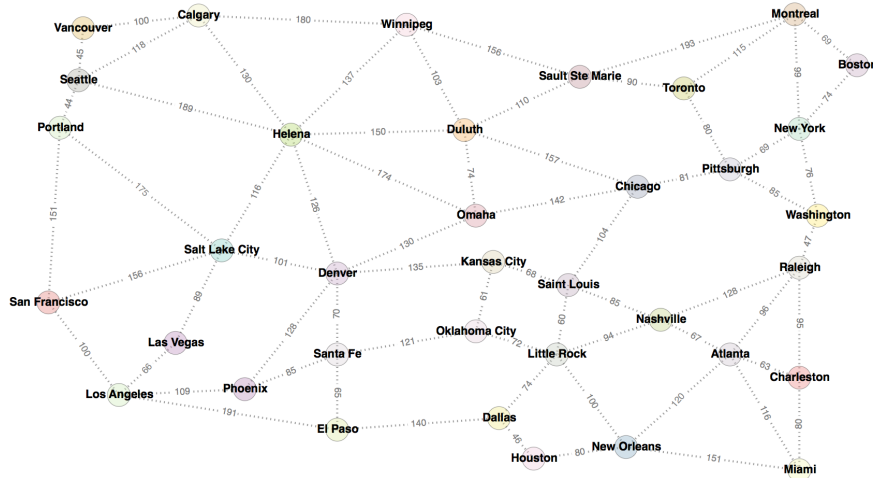 Vancouver
100
Calgary
180
Winnipeg
Montreal
45
118
156
193
115
69
Seattle
130
137
Sault Ste Marie
90
Toronto
99
Boston
44
189
103
110
74
Portland
Helena
150
Duluth
80
New York
157
69
175
174
74
Chicago
81
Pittsburgh
76
151
116
126
142
85
Omaha
Washington
130
104
47
Salt Lake City
101
Denver
135
Kansas City
68
Raleigh
156
Saint Louis
85
128
San Francisco
89
70
61
60
Nashville
96
95
Las Vegas
128
Oklahoma City
94
67
100
66
Santa Fe
121
72
Little Rock
Atlanta
63
Charleston
Los Angeles
109
Phoenix
85
65
74
100
120
116
80
191
El Paso
140
Dallas
46
Houston
80
New Orleans
151
Miami